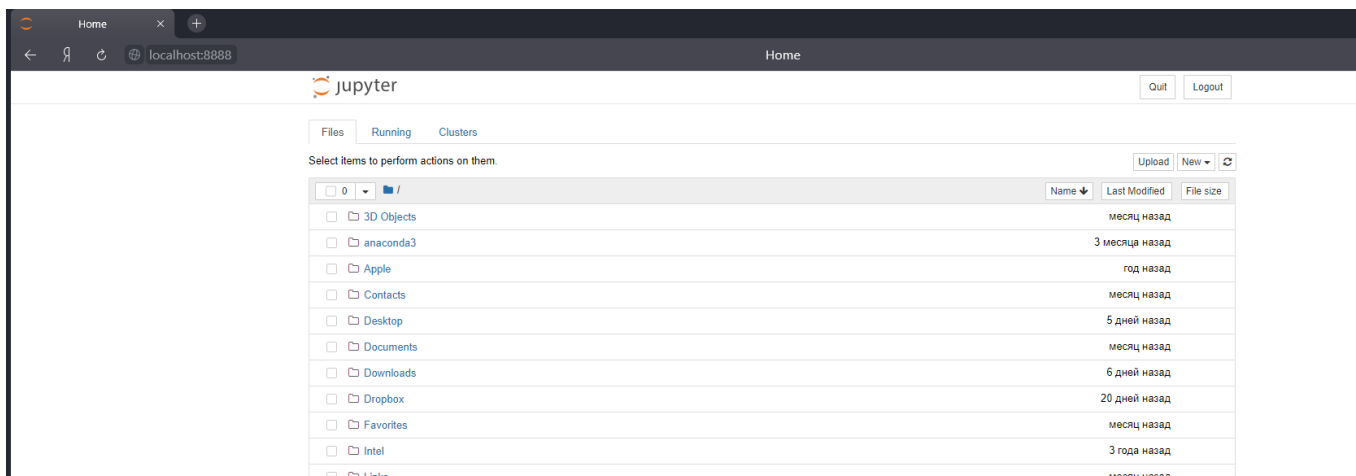 Home
Я localhost:8888 Home
jupyter Quit Logout
Files Running Clusters
Select items to perform actions on them. Upload New
0 / Name Last Modified File size
3D Objects месяц назад
anaconda3 3 месяца назад
Apple год назад
Contacts месяц назад
Desktop 5 дней назад
Documents месяц назад
Downloads 6 дней назад
Dropbox 20 дней назад
Favorites месяц назад
Intel 3 года назад